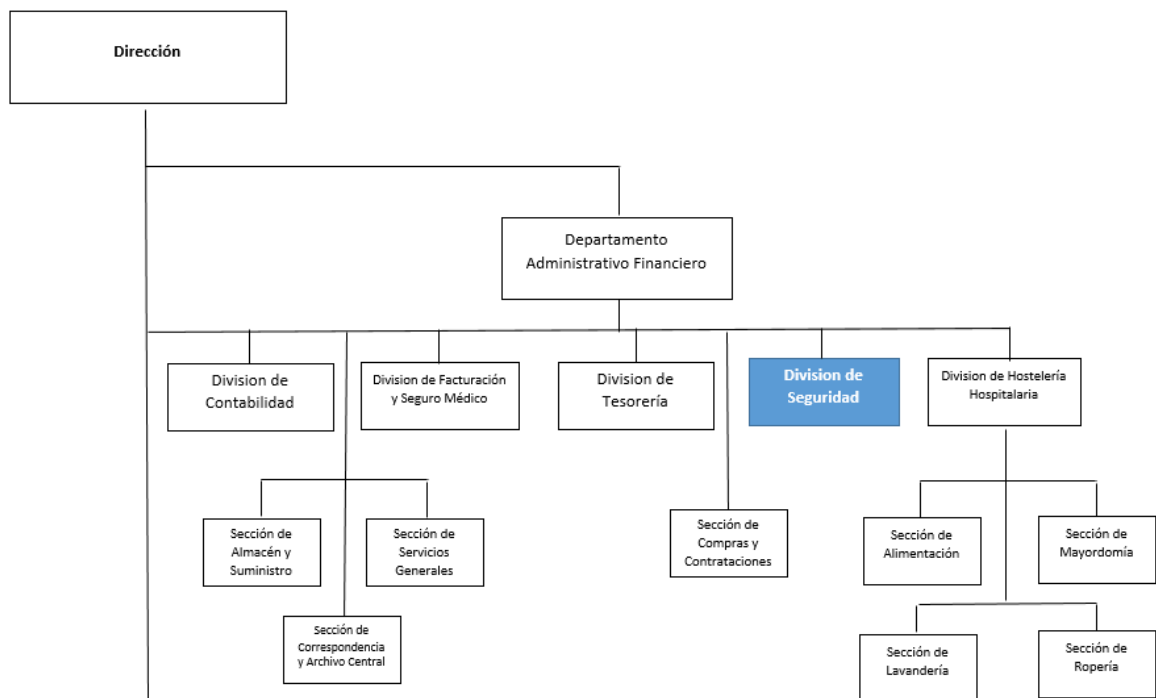 Dirección
Departamento
Administrativo Financiero
Division de
Contabilidad
Division de Facturación
y Seguro Médico
Division de
Tesorería
Division de
Seguridad
Division de Hostelería
Hospitalaria
Sección de
Almacén y
Suministro
Sección de
Servicios
Generales
Sección de
Compras y
Contrataciones
Sección de
Alimentación
Sección de
Mayordomía
Sección de
Correspondencia
y Archivo Central
Sección de
Lavandería
Sección de
Ropería